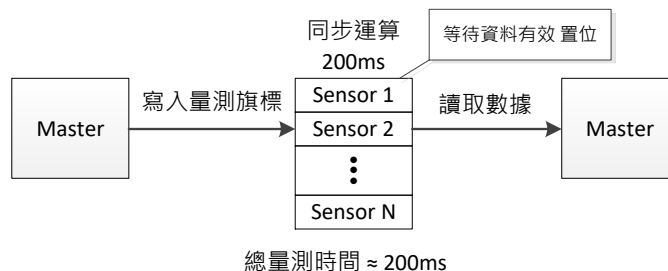 同步運算
200ms
等待資料有效 置位
Master
寫入量測旗標
Sensor 1
Sensor 2
Sensor N
讀取數據
Master
總量測時間 ≈ 200ms